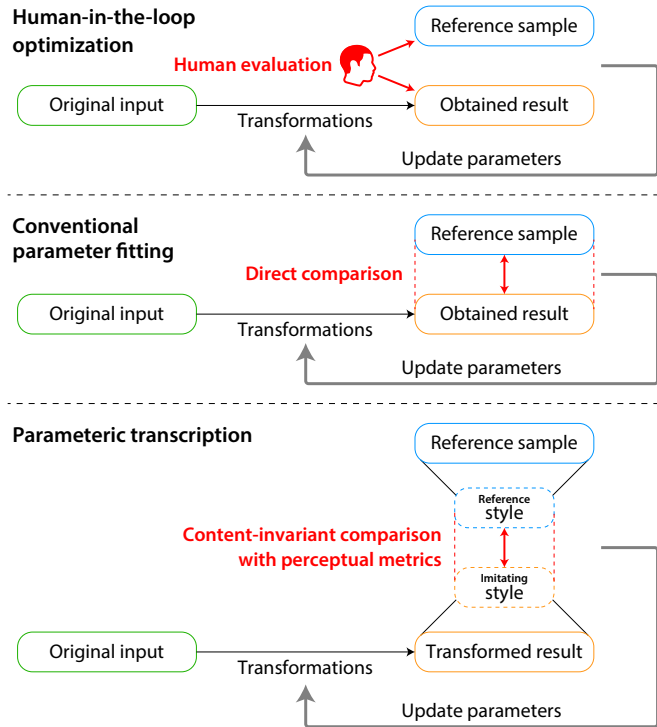 Human-in-the-loop
optimization
Reference sample
Human evaluation
Original input
Obtained result
Transformations
Update parameters
Conventional
parameter fitting
Reference sample
Direct comparison
Original input
Obtained result
Transformations
Update parameters
Parameteric transcription
Reference sample
Reference
style
Content-invariant comparison
with perceptual metrics
Imitating
style
Original input
Transformed result
Transformations
Update parameters